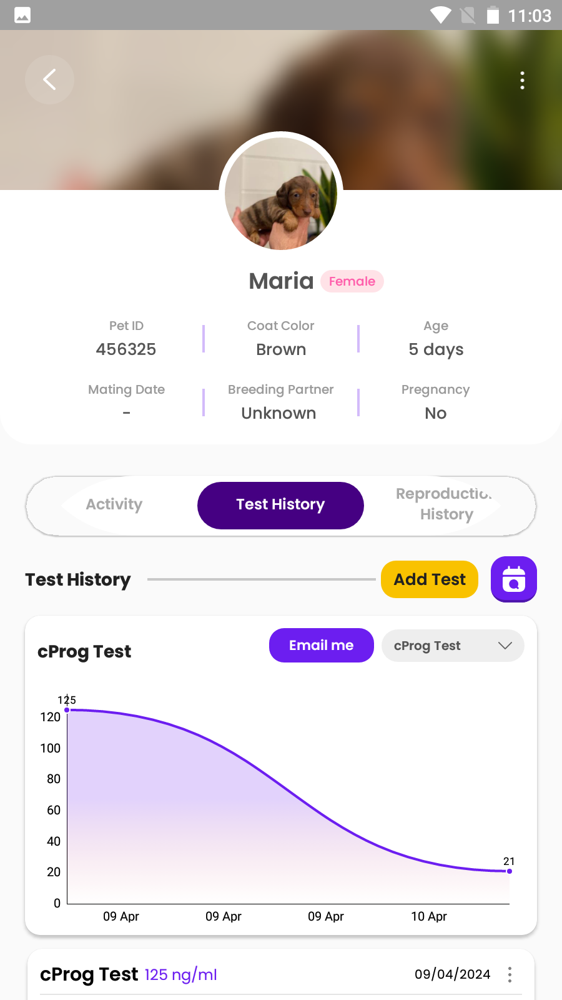 11:03
Maria Female
Pet ID Coat Color Age
456325 Brown 5 days
Mating Date Breeding Partner Pregnancy
- Unknown No
Activity Test History Reproductio
History
Test History Add Test
cProg Test Email me cProg Test
125
120
100
80
60
40
21
20
0
09 Apr 09 Apr 09 Apr 10 Apr
cProg Test 125 ng/ml 09/04/2024